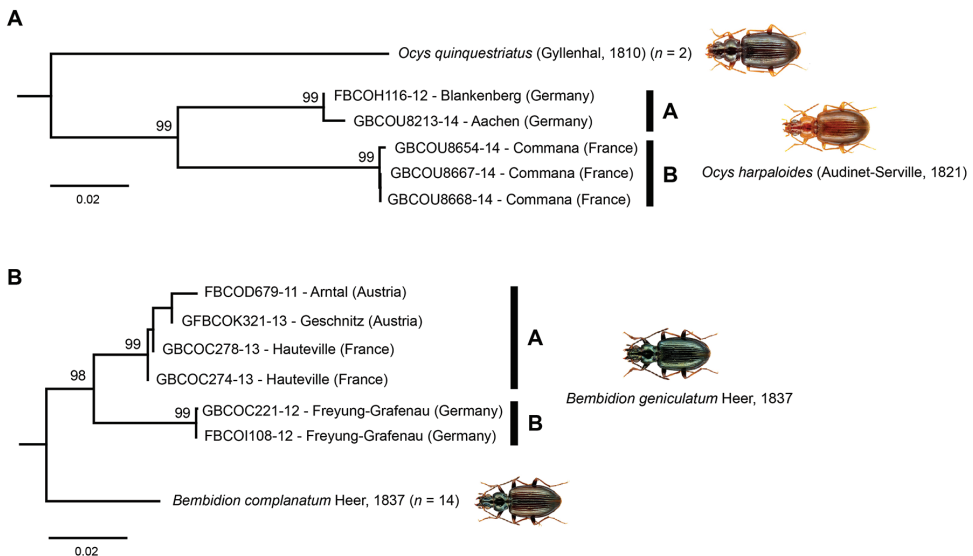 A
Ocys quinquestriatus (Gyllenhal, 1810) (n = 2)
99
FBCOH116-12 - Blankenberg (Germany)
GBCOU8213-14 - Aachen (Germany)
A
99
99
GBCOU8654-14 - Commana (France)
GBCOU8667-14 - Commana (France)
GBCOU8668-14 - Commana (France)
B
Ocys harpaloides (Audinet-Serville, 1821)
0.02
B
FBCOD679-11 - Arntal (Austria)
GFBCOK321-13 - Geschnitz (Austria)
99
GBCOC278-13 - Hauteville (France)
GBCOC274-13 - Hauteville (France)
A
98
99
GBCOC221-12 - Freyung-Grafenau (Germany)
FBCOI108-12 - Freyung-Grafenau (Germany)
B
Bembidion geniculatum Heer, 1837
Bembidion complanatum Heer, 1837 (n = 14)
0.02